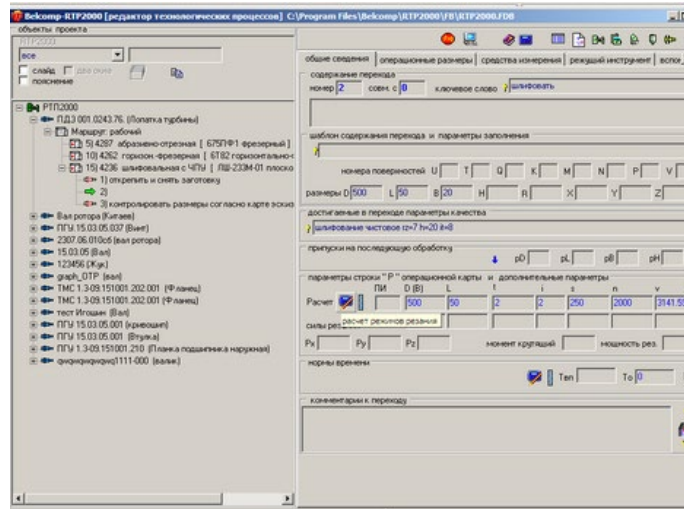 Belkomp-RTP2000 [редактор технологических процессов] C:\Program Files\Belkomp\RTP2000\FB\RTP2000.FDB
объекты проекта
RTP2000
все
слайд два окна
пояснение
РТП2000
ПДЗ 001.0243.76. (Лопатка турбины)
Маршрут: рабочий
5) 4287 абразивно-отрезная [ 675ПФ1 фрезерный ]
10) 4262 горизон.-фрезерная [ 6Т82 горизонтально-
15) 4236 шлифовальная с ЧПУ [ ЛШ-233М-01 плоско
1) открепить и снять заготовку
2)
3) контролировать размеры согласно карте эскиз
Вал ротора (Китаев)
ПГУ.15.03.05.037 (Винт)
2307.06.010сб (вал ротора)
15.03.05 (Вал)
123456 (Жук)
graph_OTP (вал)
ТМС 1.3-09.151001.202.001 (Фланец)
ТМС 1.3-09.151001.202.001 (Фланец)
тест Игошин (Вал)
ПГУ 15.03.05.001 (кривошип)
ПГУ 15.03.05.001 (Втулка)
ПГУ 1.3-09.151001.210 (Планка подшипника наружная)
1111-000 (валик)
общие сведения операционные размеры средства измерения режущий инструмент вспог_
содержание перехода
номер 2 совм. с 0 ключевое слово шлифовать
шаблон содержания перехода и параметры заполнения
номера поверхностей U T Q K M N P V
размеры D 500 L 50 B 20 H R X Y Z
достигаемые в переходе параметры качества
шлифование чистовое rz=7 h=20 it=8
припуски на последующую обработку
pD pL pB pH
параметры строки " Р " операционной карты и дополнительные параметры
ПИ D (B) L t i s n v
Расчет 500 50 2 2 250 2000 3141.59
расчет режимов резания
силы рез
Px Py Pz момент крутящий мощность рез.
нормы времени
Твп То 0
комментарии к переходу